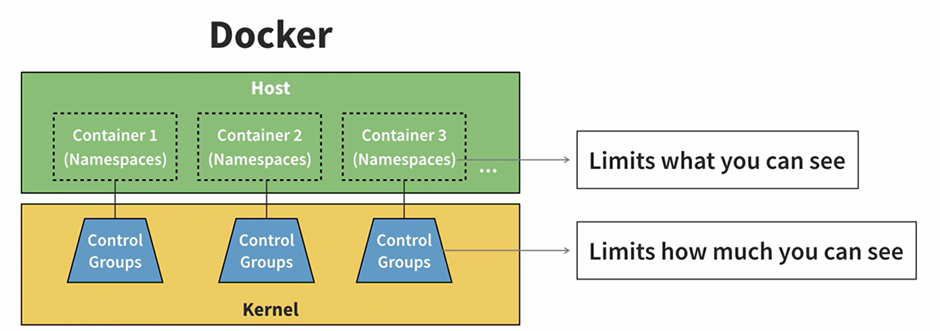 Docker
Host
Container 1
(Namespaces)
Container 2
(Namespaces)
Container 3
(Namespaces)
...
Limits what you can see
Control
Groups
Control
Groups
Control
Groups
Limits how much you can see
Kernel